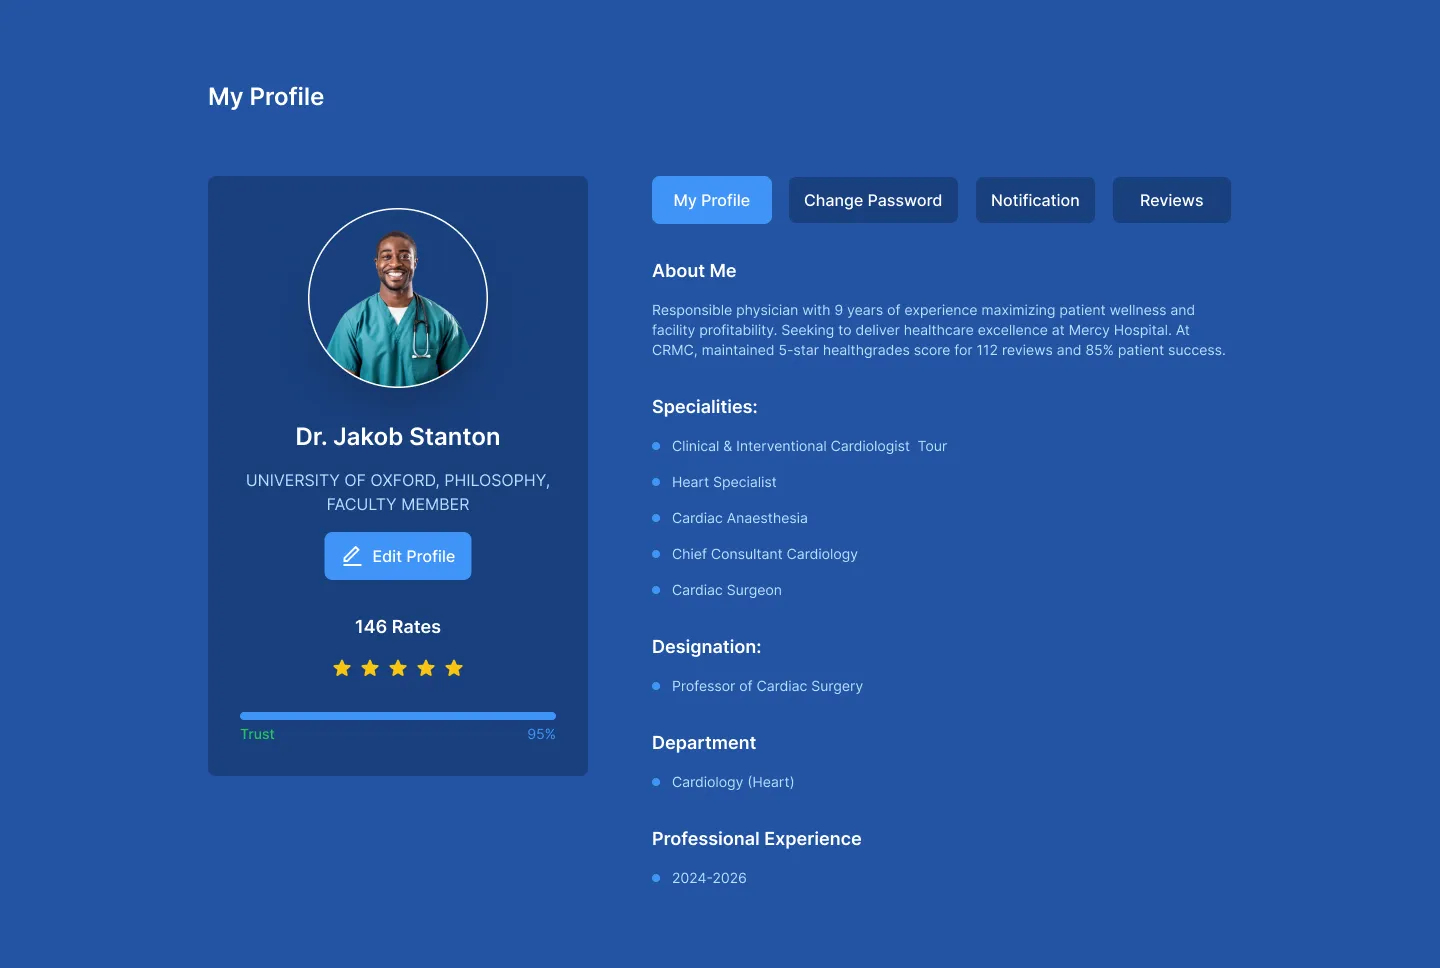 My Profile
Dr. Jakob Stanton
UNIVERSITY OF OXFORD, PHILOSOPHY,
FACULTY MEMBER
Edit Profile
146 Rates
Trust 95%
My Profile Change Password Notification Reviews
About Me
Responsible physician with 9 years of experience maximizing patient wellness and
facility profitability. Seeking to deliver healthcare excellence at Mercy Hospital. At
CRMC, maintained 5-star healthgrades score for 112 reviews and 85% patient success.
Specialities:
Clinical & Interventional Cardiologist  Tour
Heart Specialist
Cardiac Anaesthesia
Chief Consultant Cardiology
Cardiac Surgeon
Designation:
Professor of Cardiac Surgery
Department
Cardiology (Heart)
Professional Experience
2024-2026